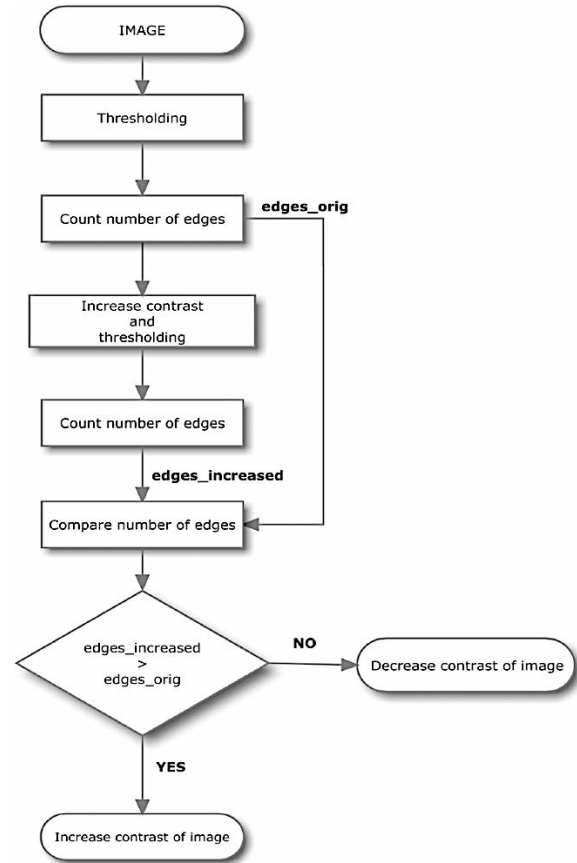 IMAGE
Thresholding
edges_orig
Count number of edges
Increase contrast
and
thresholding
Count number of edges
edges_increased
Compare number of edges
edges_increased
>
edges_orig
NO
Decrease contrast of image
YES
Increase contrast of image